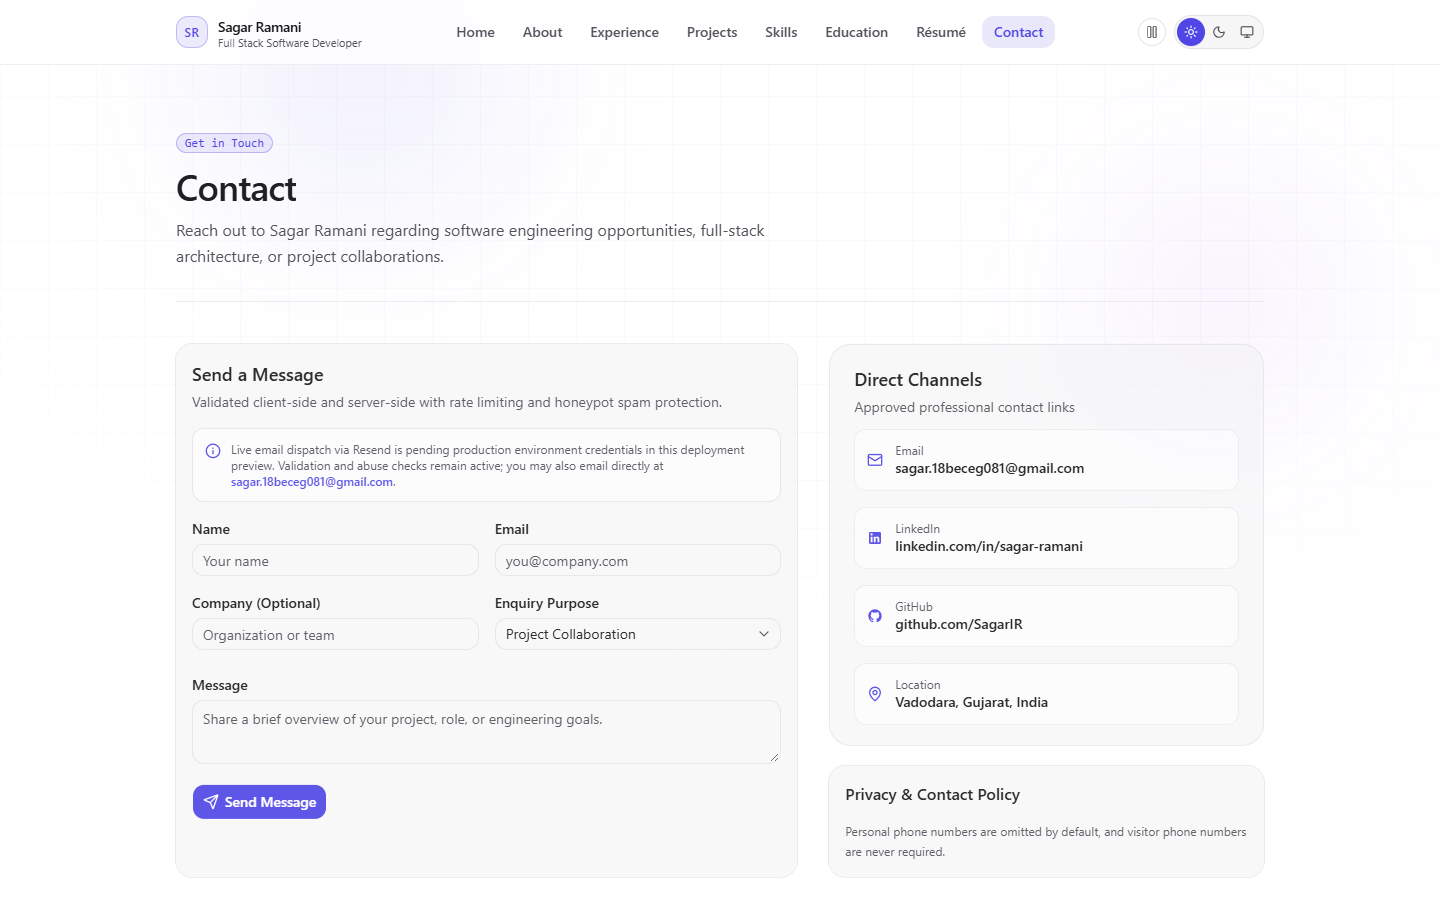 SR
Sagar Ramani
Full Stack Software Developer
Home
About
Experience
Projects
Skills
Education
Résumé
Contact
Get in Touch
Contact
Reach out to Sagar Ramani regarding software engineering opportunities, full-stack
architecture, or project collaborations.
Send a Message
Validated client-side and server-side with rate limiting and honeypot spam protection.
Live email dispatch via Resend is pending production environment credentials in this deployment
preview. Validation and abuse checks remain active; you may also email directly at
sagar.18beceg081@gmail.com.
Name
Your name
Email
you@company.com
Company (Optional)
Organization or team
Enquiry Purpose
Project Collaboration
Message
Share a brief overview of your project, role, or engineering goals.
Send Message
Direct Channels
Approved professional contact links
Email
sagar.18beceg081@gmail.com
LinkedIn
linkedin.com/in/sagar-ramani
GitHub
github.com/SagarIR
Location
Vadodara, Gujarat, India
Privacy & Contact Policy
Personal phone numbers are omitted by default, and visitor phone numbers
are never required.